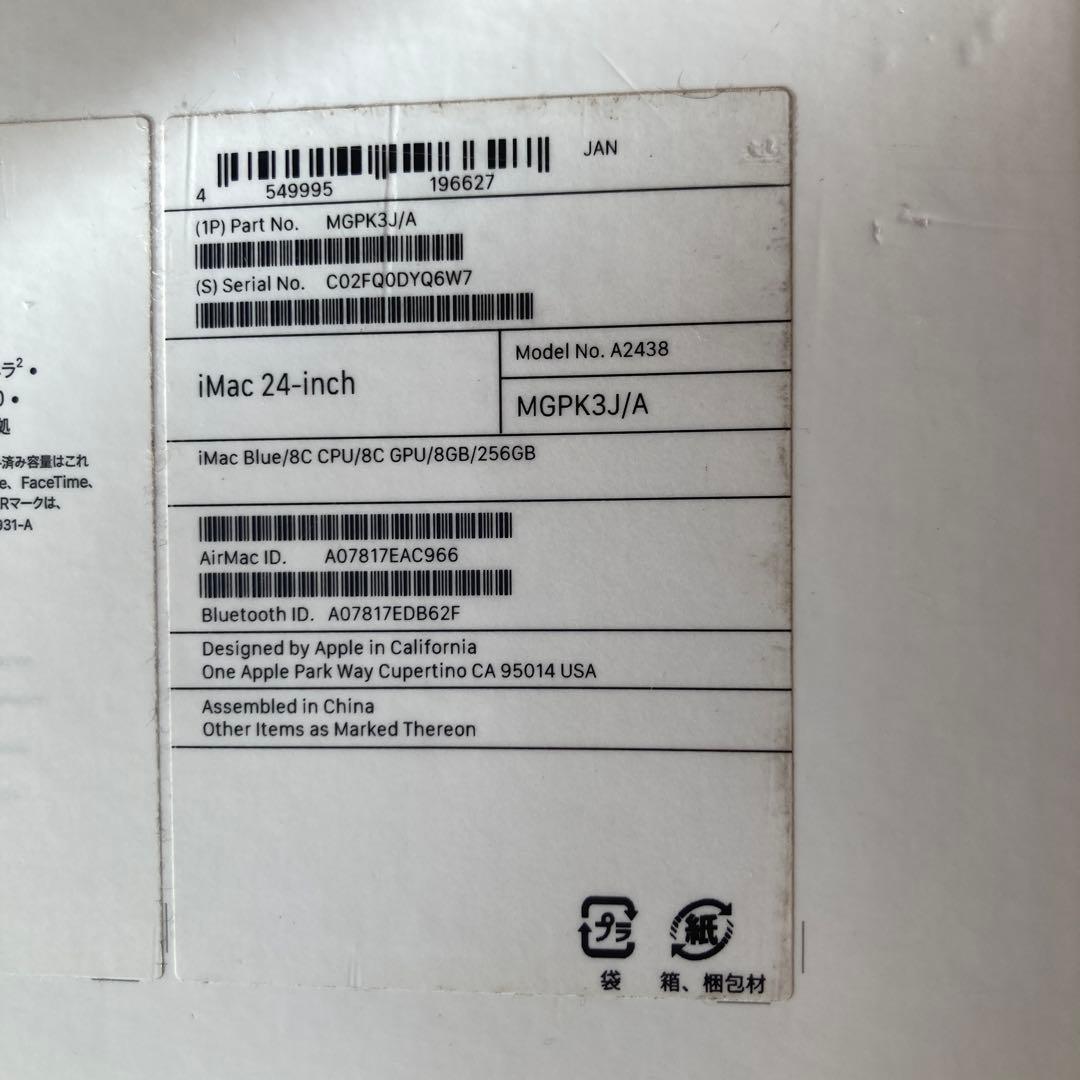 ラ² •
) •
処
済み容量はこれ
e、FaceTime、
Rマークは、
931-A
JAN
4 549995 196627
(1P) Part No. MGPK3J/A
(S) Serial No. C02FQ0DYQ6W7
iMac 24-inch
Model No. A2438
MGPK3J/A
iMac Blue/8C CPU/8C GPU/8GB/256GB
AirMac ID. A07817EAC966
Bluetooth ID. A07817EDB62F
Designed by Apple in California
One Apple Park Way Cupertino CA 95014 USA
Assembled in China
Other Items as Marked Thereon
プラ 紙
袋 箱、梱包材